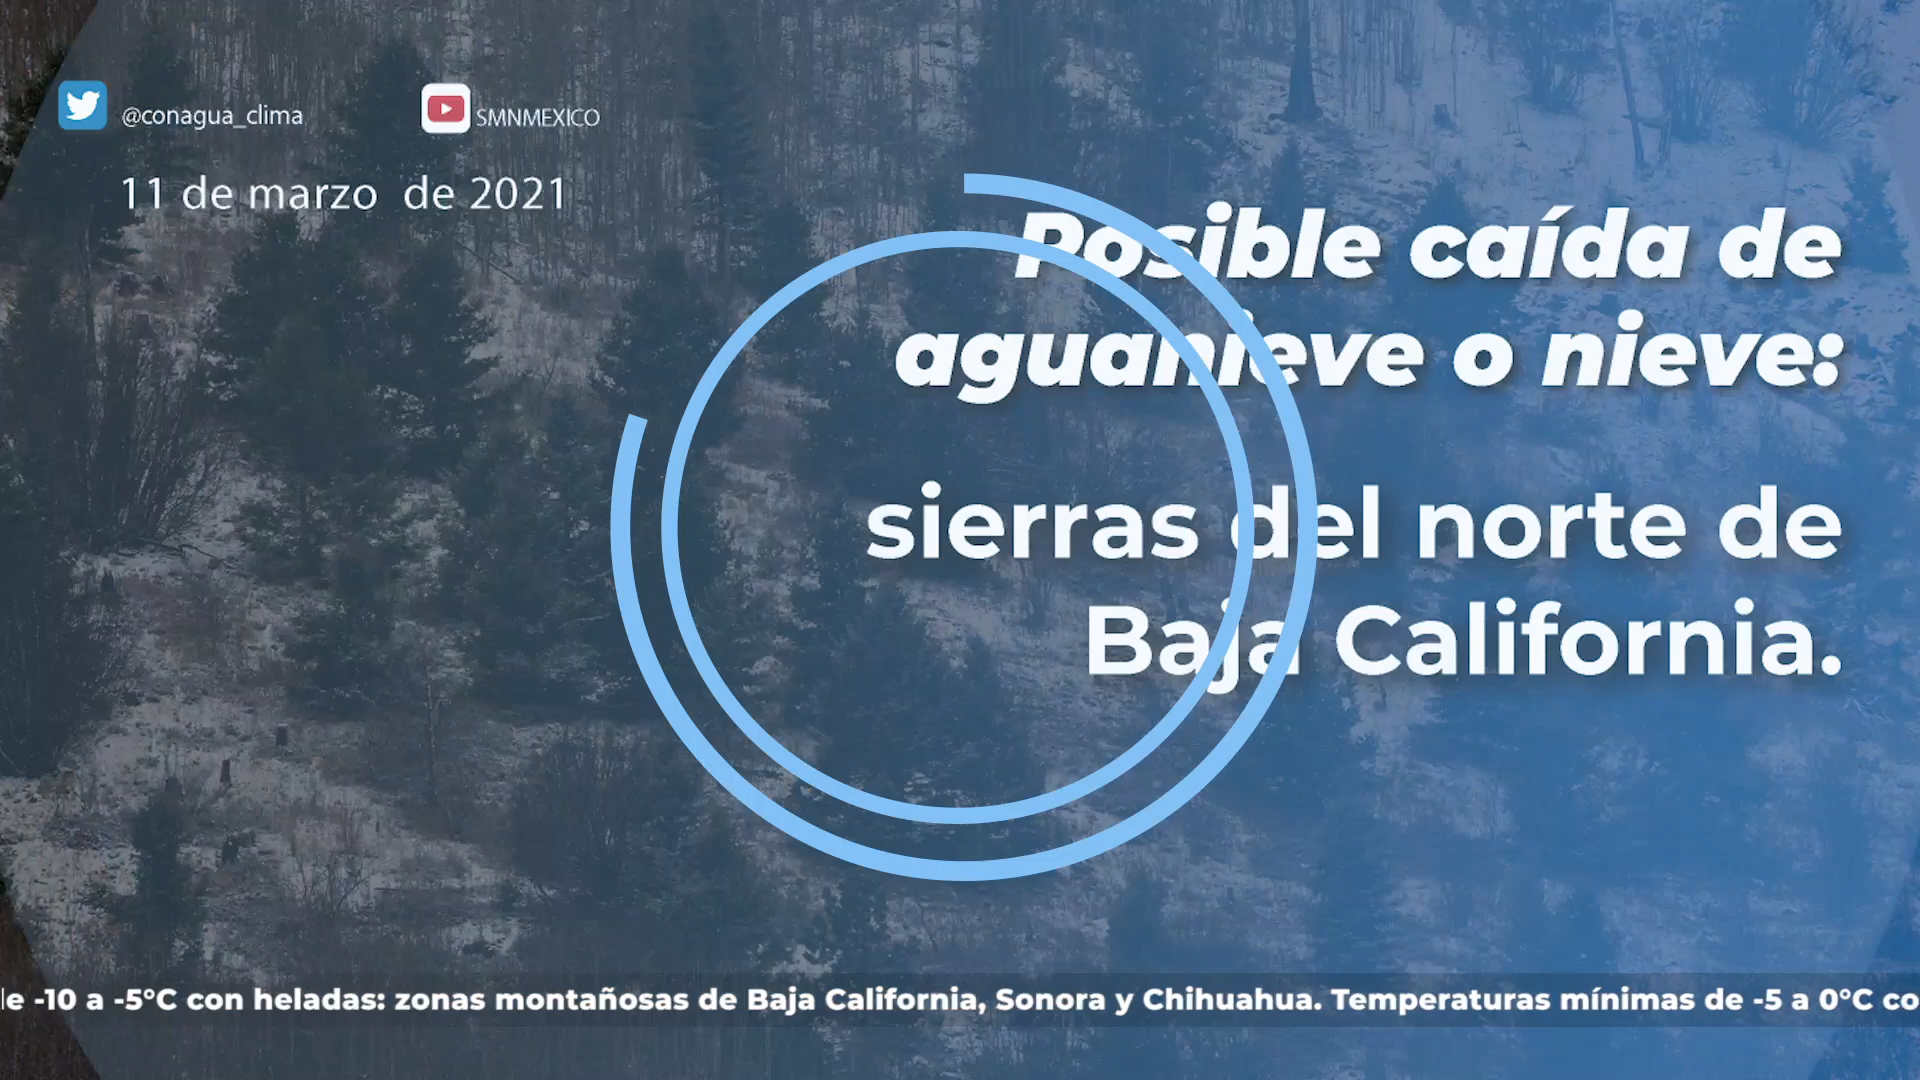 @conagua_clima
SMNMEXICO
11 de marzo de 2021
Posible caída de
aguanieve o nieve:
sierras del norte de
Baja California.
-10 a -5°C con heladas: zonas montañosas de Baja California, Sonora y Chihuahua. Temperaturas mínimas de -5 a 0°C